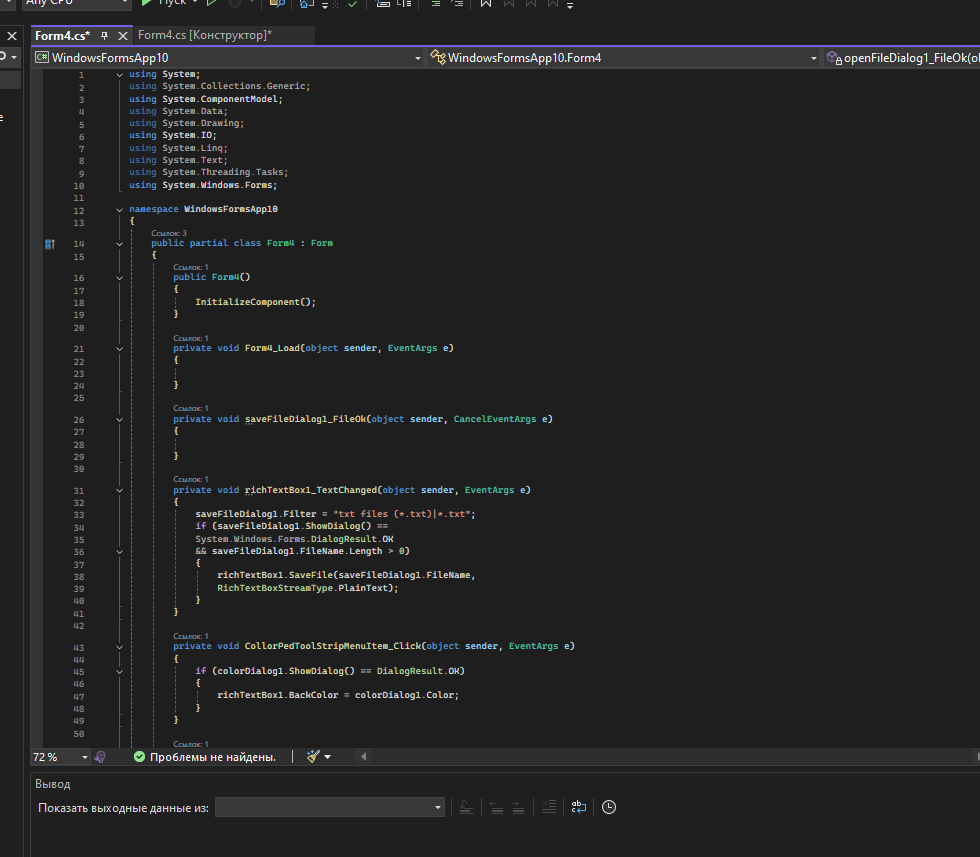 Any CPU
Пуск
Form4.cs*
Form4.cs [Конструктор]*
C# WindowsFormsApp10
WindowsFormsApp10.Form4
openFileDialog1_FileOk(ob
1 using System;
2 using System.Collections.Generic;
3 using System.ComponentModel;
4 using System.Data;
5 using System.Drawing;
6 using System.IO;
7 using System.Linq;
8 using System.Text;
9 using System.Threading.Tasks;
10 using System.Windows.Forms;
11
12 namespace WindowsFormsApp10
13 {
Ссылок: 3
14 public partial class Form4 : Form
15 {
Ссылок: 1
16 public Form4()
17 {
18 InitializeComponent();
19 }
20
Ссылок: 1
21 private void Form4_Load(object sender, EventArgs e)
22 {
23
24 }
25
Ссылок: 1
26 private void saveFileDialog1_FileOk(object sender, CancelEventArgs e)
27 {
28
29 }
30
Ссылок: 1
31 private void richTextBox1_TextChanged(object sender, EventArgs e)
32 {
33 saveFileDialog1.Filter = "txt files (*.txt)|*.txt";
34 if (saveFileDialog1.ShowDialog() ==
35 System.Windows.Forms.DialogResult.OK
36 && saveFileDialog1.FileName.Length > 0)
37 {
38 richTextBox1.SaveFile(saveFileDialog1.FileName,
39 RichTextBoxStreamType.PlainText);
40 }
41 }
42
Ссылок: 1
43 private void CollorPedToolStripMenuItem_Click(object sender, EventArgs e)
44 {
45 if (colorDialog1.ShowDialog() == DialogResult.OK)
46 {
47 richTextBox1.BackColor = colorDialog1.Color;
48 }
49 }
50
Ссылок: 1
72 %
Проблемы не найдены.
Вывод
Показать выходные данные из: